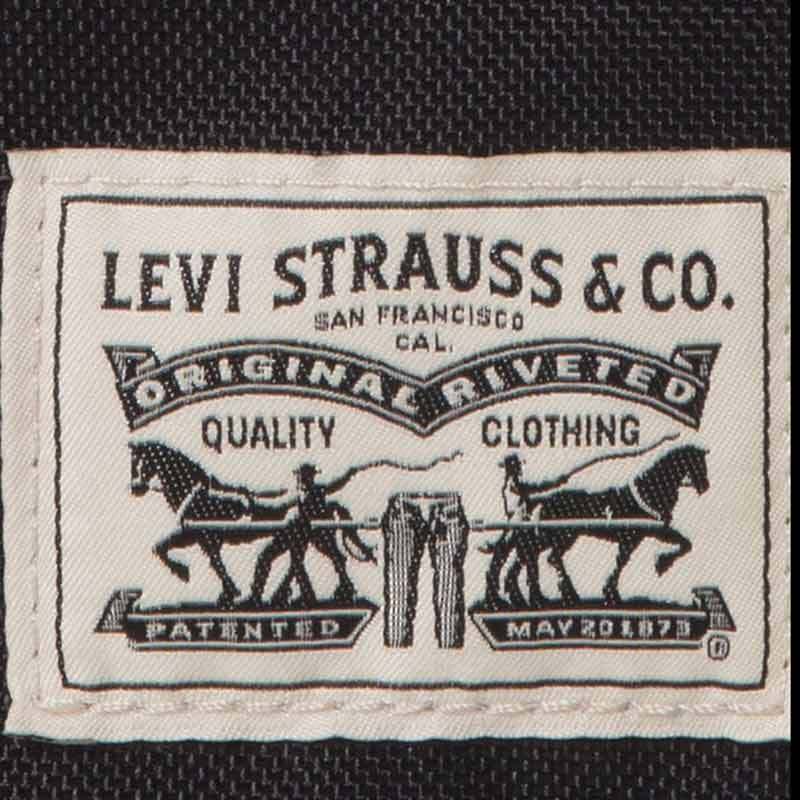 LEVI STRAUSS & CO.
SAN FRANCISCO
CAL.
ORIGINAL RIVETED
QUALITY CLOTHING
PATENTED MAY 20 1873
®